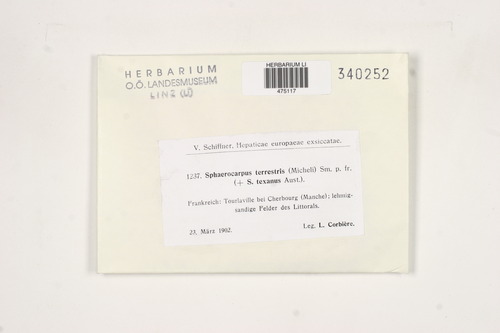 HERBARIUM
O.Ö. LANDESMUSEUM
LINZ (LI)
HERBARIUM LI
475117
340252
V. Schiffner, Hepaticae europaeae exsiccatae.
1237. Sphaerocarpus terrestris (Micheli) Sm. p. fr.
(+ S. texanus Aust.).
Frankreich: Tourlaville bei Cherbourg (Manche); lehmig-
sandige Felder des Littorals.
23. März 1902. Leg. L. Corbière.